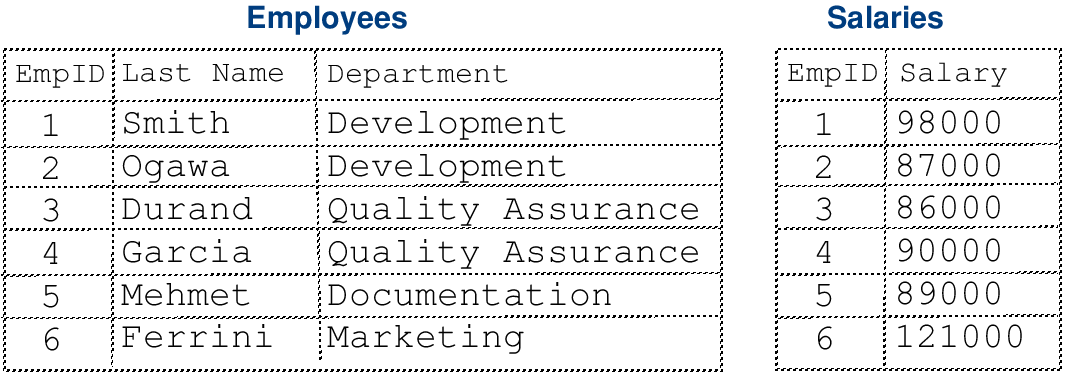 Employees Salaries
EmpID Last Name Department EmpID Salary
1 Smith Development 1 98000
2 Ogawa Development 2 87000
3 Durand Quality Assurance 3 86000
4 Garcia Quality Assurance 4 90000
5 Mehmet Documentation 5 89000
6 Ferrini Marketing 6 121000